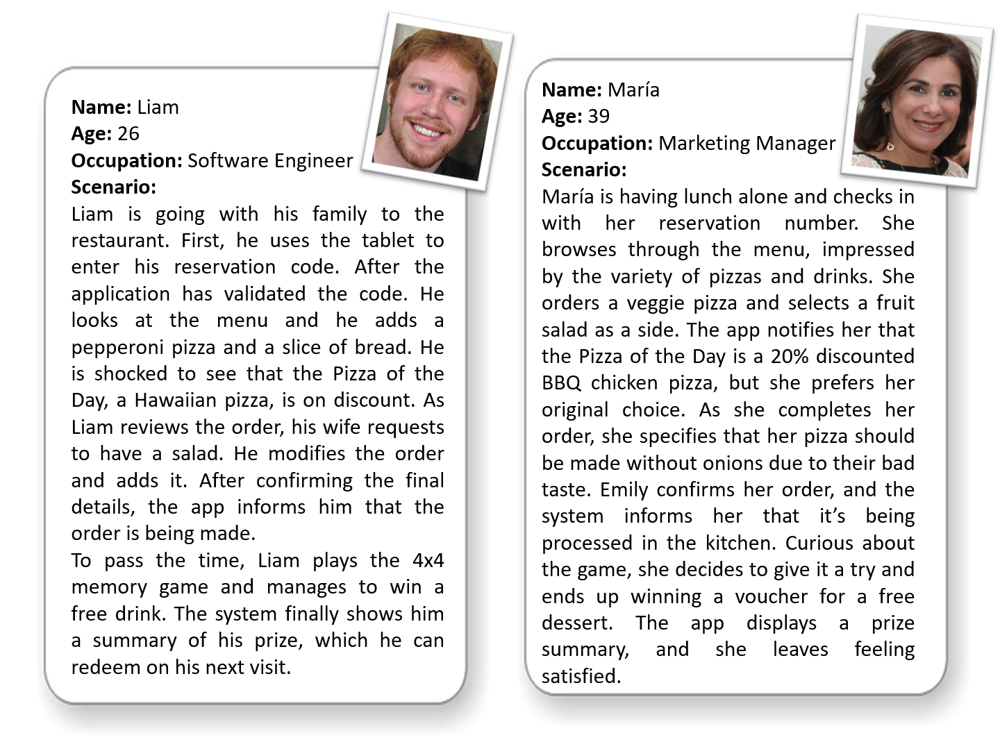 Name: Liam
Age: 26
Occupation: Software Engineer
Scenario:
Liam is going with his family to the
restaurant. First, he uses the tablet to
enter his reservation code. After the
application has validated the code. He
looks at the menu and he adds a
pepperoni pizza and a slice of bread. He
is shocked to see that the Pizza of the
Day, a Hawaiian pizza, is on discount. As
Liam reviews the order, his wife requests
to have a salad. He modifies the order
and adds it. After confirming the final
details, the app informs him that the
order is being made.
To pass the time, Liam plays the 4x4
memory game and manages to win a
free drink. The system finally shows him
a summary of his prize, which he can
redeem on his next visit.
Name: María
Age: 39
Occupation: Marketing Manager
Scenario:
María is having lunch alone and checks in
with her reservation number. She
browses through the menu, impressed
by the variety of pizzas and drinks. She
orders a veggie pizza and selects a fruit
salad as a side. The app notifies her that
the Pizza of the Day is a 20% discounted
BBQ chicken pizza, but she prefers her
original choice. As she completes her
order, she specifies that her pizza should
be made without onions due to their bad
taste. Emily confirms her order, and the
system informs her that it’s being
processed in the kitchen. Curious about
the game, she decides to give it a try and
ends up winning a voucher for a free
dessert. The app displays a prize
summary, and she leaves feeling
satisfied.